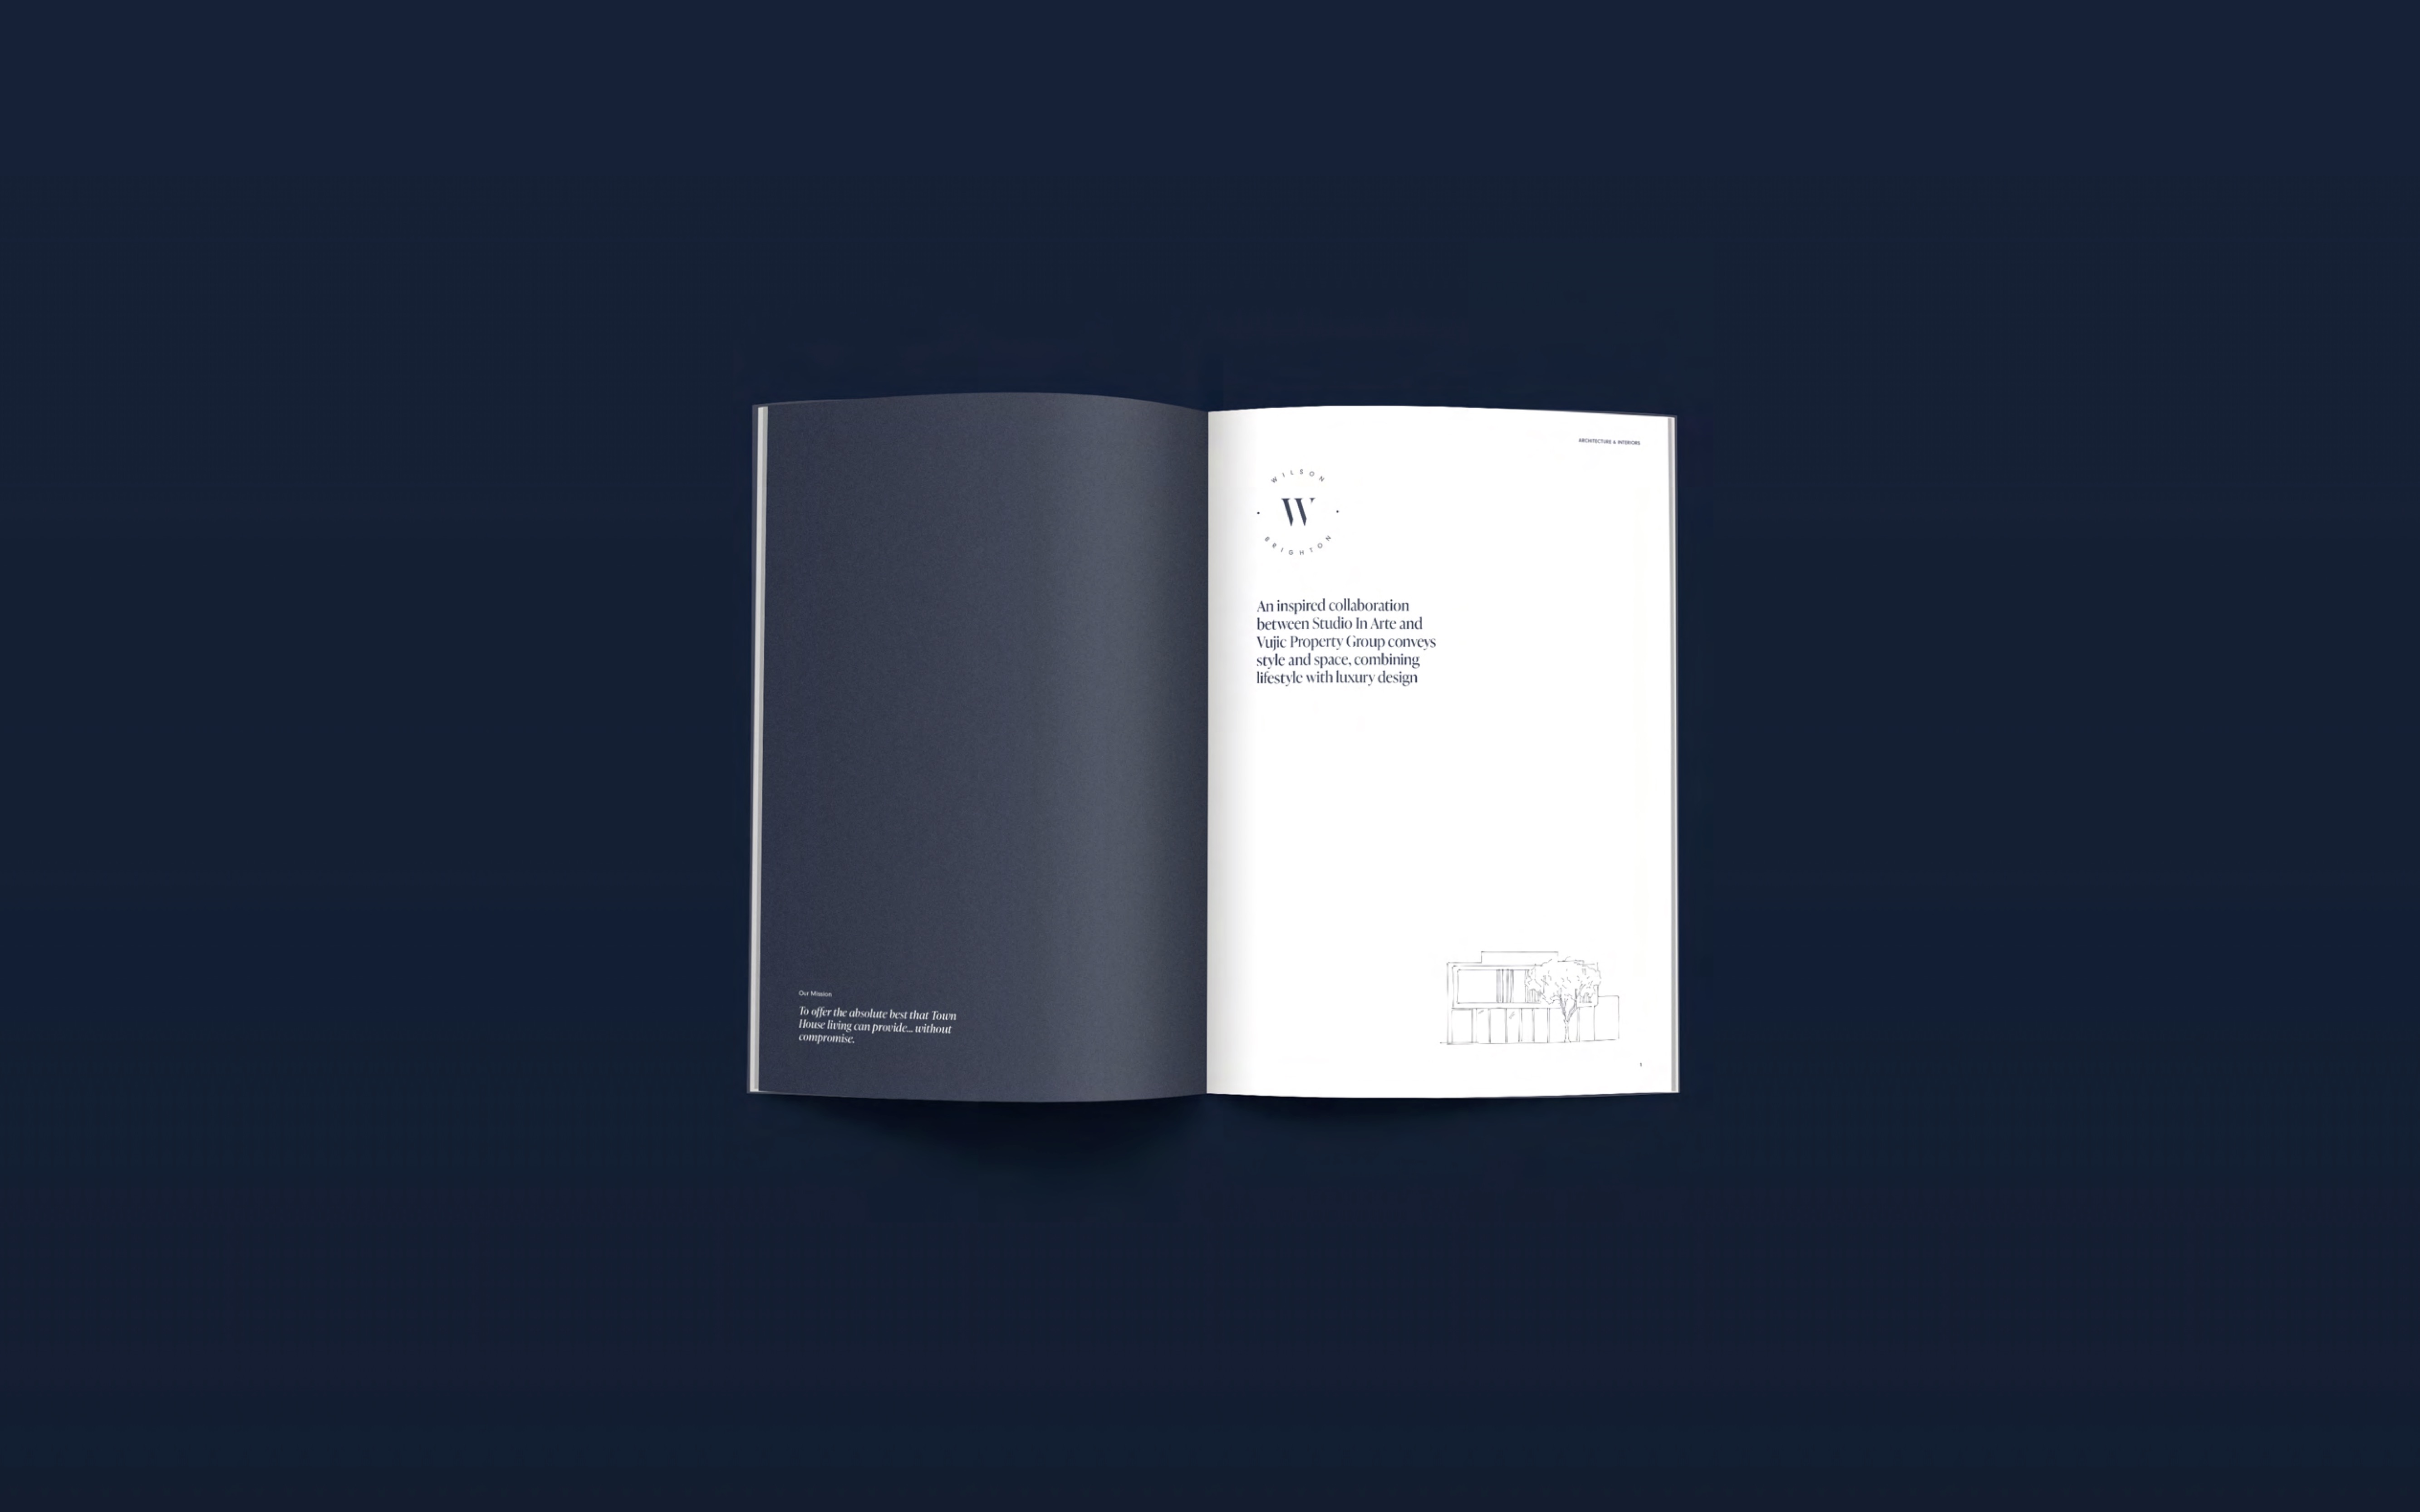 Our Mission
To offer the absolute best that Town
House living can provide... without
compromise.
ARCHITECTURE & INTERIORS
WILSON
W
BRIGHTON
An inspired collaboration
between Studio In Arte and
Vujic Property Group conveys
style and space, combining
lifestyle with luxury design